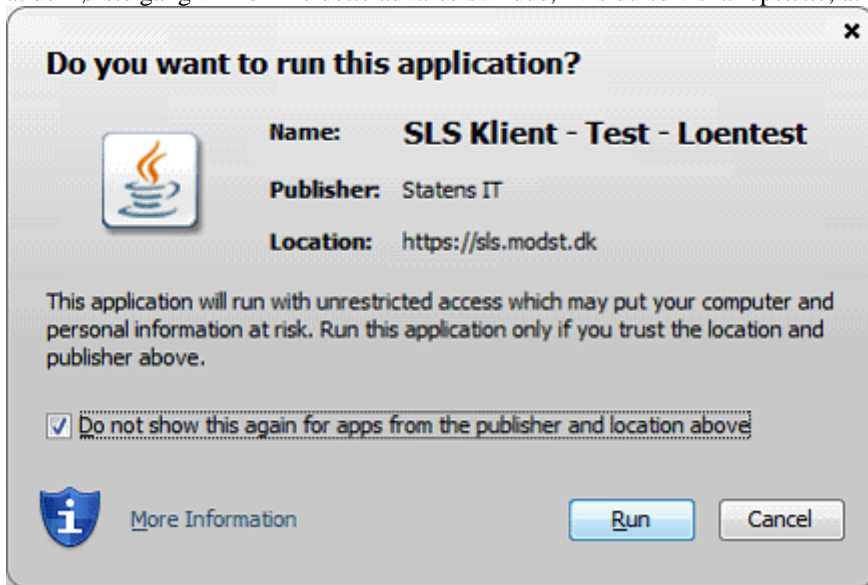 Do you want to run this application?
Name: SLS Klient - Test - Loentest
Publisher: Statens IT
Location: https://sls.modst.dk
This application will run with unrestricted access which may put your computer and
personal information at risk. Run this application only if you trust the location and
publisher above.
Do not show this again for apps from the publisher and location above
More Information Run Cancel